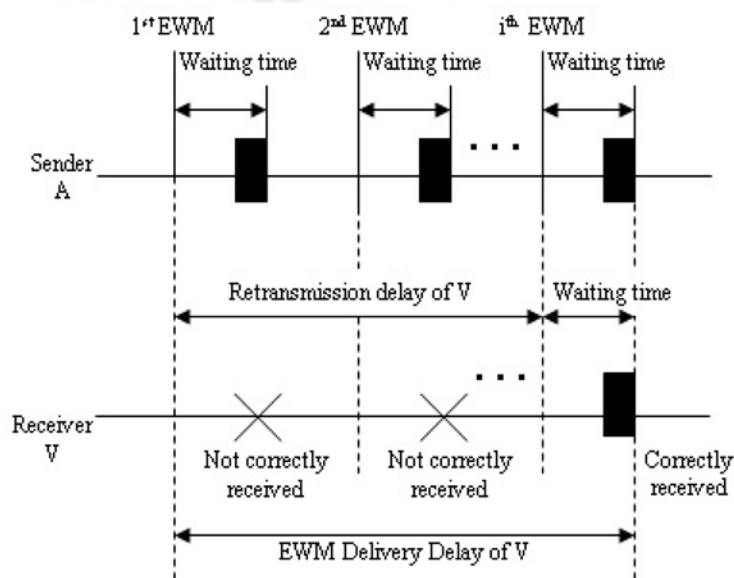 1st EWM 2nd EWM ith EWM
Waiting time Waiting time Waiting time
Sender
A
Retransmission delay of V Waiting time
Receiver
V
Not correctly
received
Not correctly
received
Correctly
received
EWM Delivery Delay of V